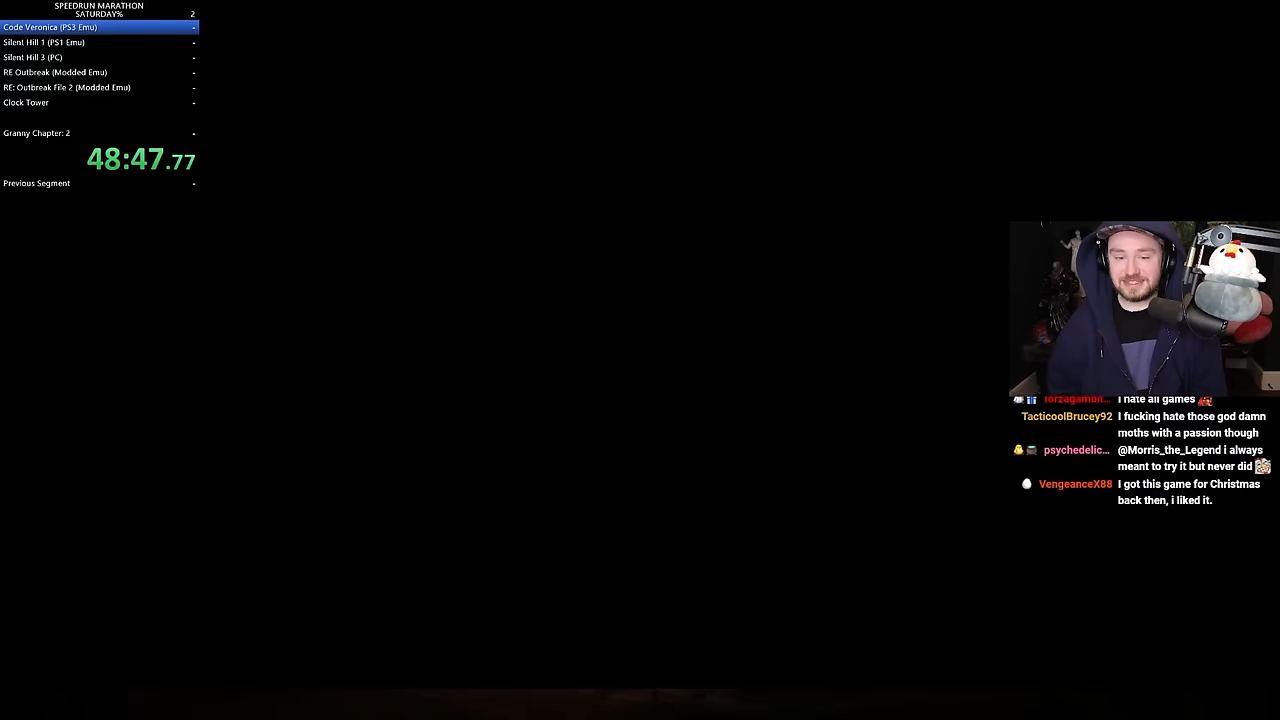 SPEEDRUN MARATHON
SATURDAY% 2
Code Veronica (PS3 Emu) -
Silent Hill 1 (PS1 Emu) -
Silent Hill 3 (PC) -
RE Outbreak (Modded Emu) -
RE: Outbreak File 2 (Modded Emu) -
Clock Tower -
Granny Chapter: 2 -
48:47.77
Previous Segment -
forzagambit... I hate all games
TacticoolBrucey92 I fucking hate those god damn
moths with a passion though
psychedelic... @Morris_the_Legend i always
meant to try it but never did
VengeanceX88 I got this game for Christmas
back then, i liked it.